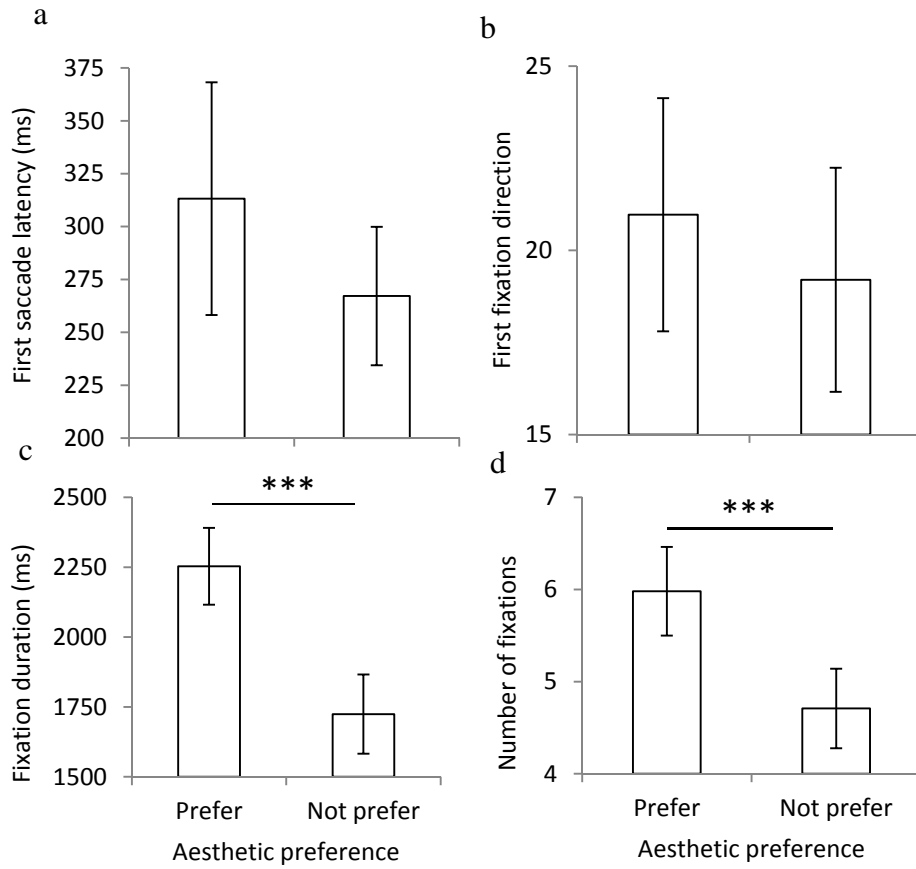 a
First saccade latency (ms)
375
350
325
300
275
250
225
200
b
First fixation direction
25
20
15
c
Fixation duration (ms)
2500
2250
2000
1750
1500
***
Prefer
Not prefer
Aesthetic preference
d
Number of fixations
7
6
5
4
***
Prefer
Not prefer
Aesthetic preference